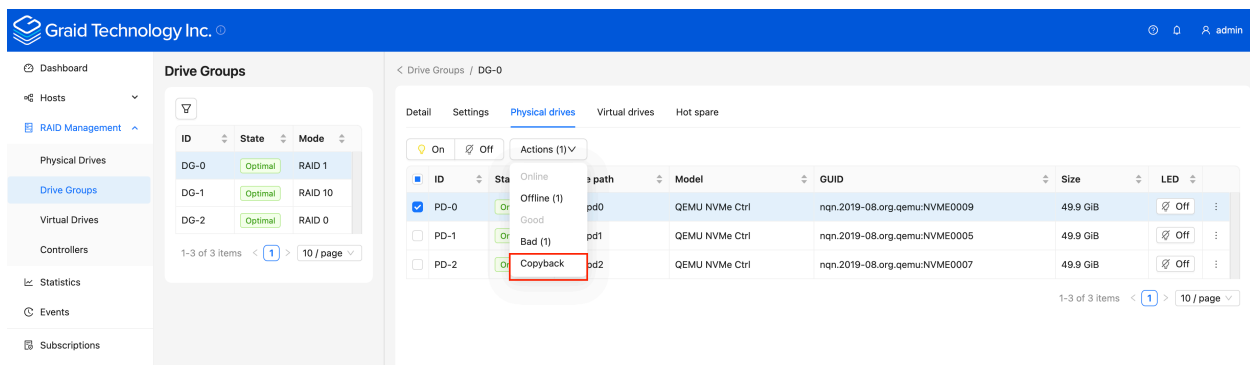 Graid Technology Inc.
admin
Dashboard
Hosts
RAID Management
Physical Drives
Drive Groups
Virtual Drives
Controllers
Statistics
Events
Subscriptions
Drive Groups
ID State Mode
DG-0 Optimal RAID 1
DG-1 Optimal RAID 10
DG-2 Optimal RAID 0
1-3 of 3 items < 1 > 10 / page
< Drive Groups / DG-0
Detail Settings Physical drives Virtual drives Hot spare
On Off Actions (1)
Online
Offline (1)
Good
Bad (1)
Copyback
ID Model GUID Size LED
PD-0 QEMU NVMe Ctrl nqn.2019-08.org.qemu:NVME0009 49.9 GiB Off
PD-1 QEMU NVMe Ctrl nqn.2019-08.org.qemu:NVME0005 49.9 GiB Off
PD-2 QEMU NVMe Ctrl nqn.2019-08.org.qemu:NVME0007 49.9 GiB Off
1-3 of 3 items < 1 > 10 / page